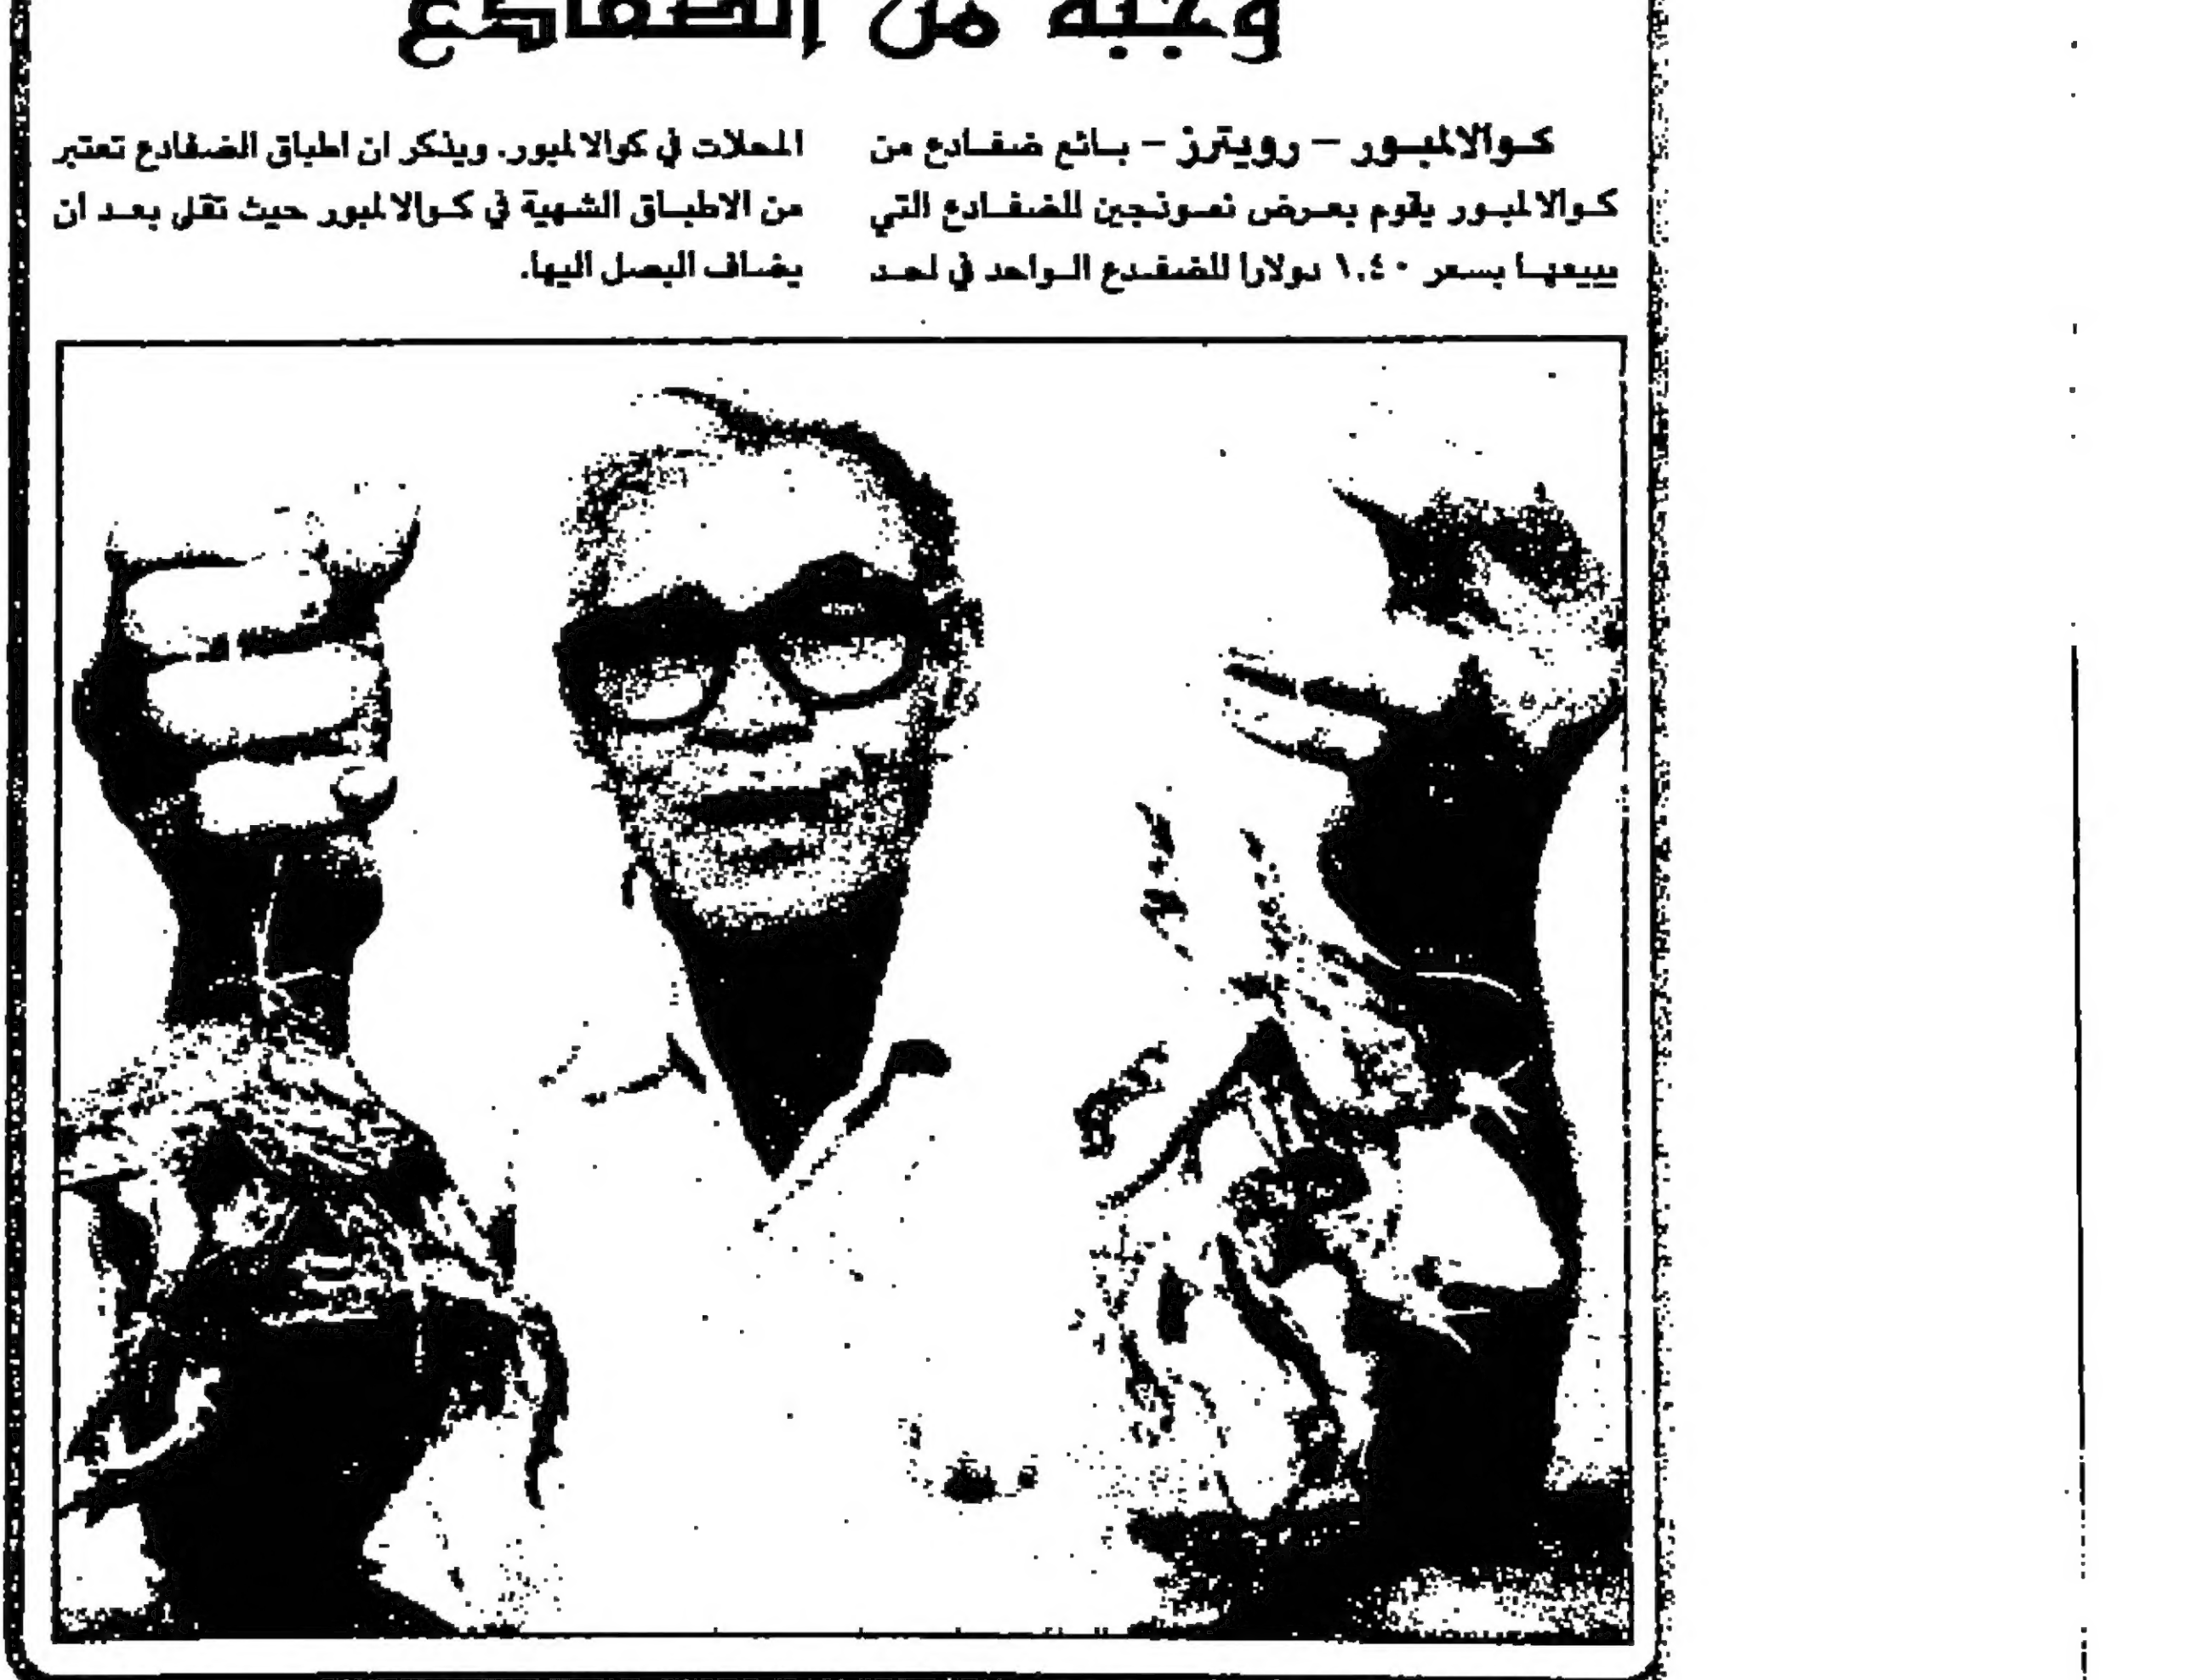 وجبة من الضفادع
كوالالمبور – رويترز – بائع ضفادع من
كوالالمبور يقوم بعرض نموذجين للضفادع التي
يبيعها بسعر ١.٤٠ دولارا للضفدع الواحد في احد
المحلات في كوالالمبور. ويذكر ان اطباق الضفادع تعتبر
من الاطباق الشهية في كوالالمبور حيث تقلى بعد ان
يضاف البصل اليها.